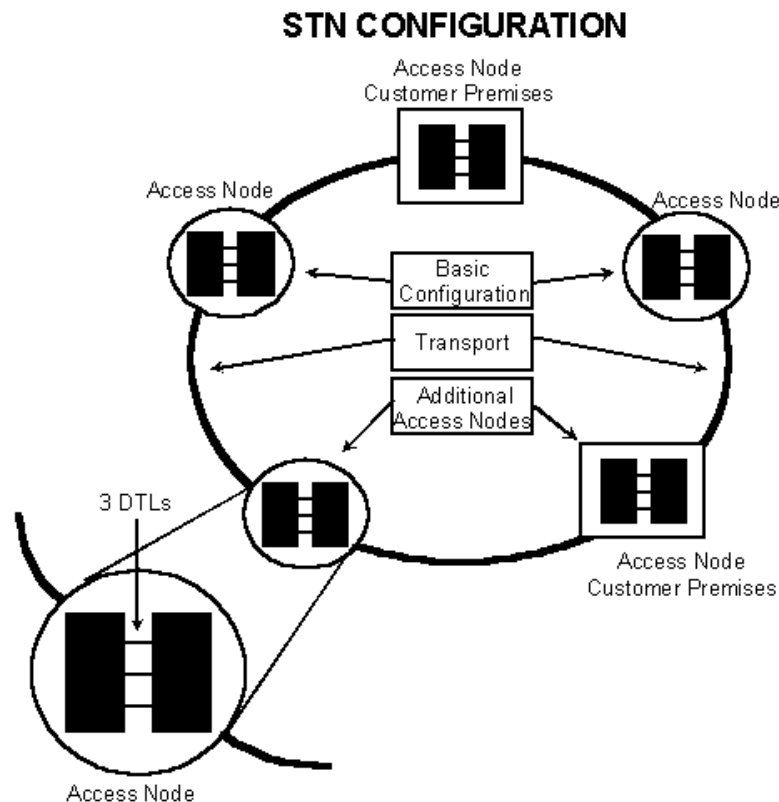 STN CONFIGURATION
Access Node
Customer Premises
Access Node
Access Node
Basic
Configuration
Transport
Additional
Access Nodes
3 DTLs
Access Node
Customer Premises
Access Node